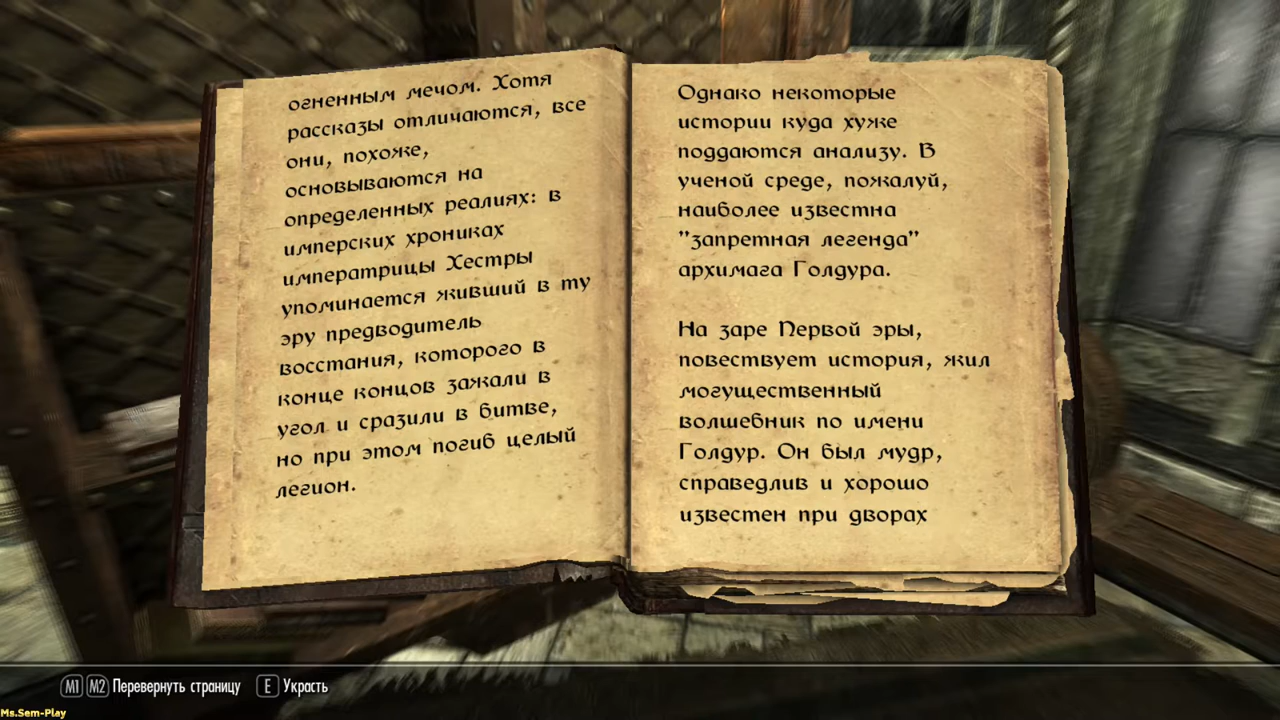 огненным мечом. Хотя
рассказы отличаются, все
они, похоже,
основываются на
определенных реалиях: в
имперских хрониках
императрицы Хестры
упоминается живший в ту
эру предводитель
восстания, которого в
конце концов зажали в
угол и сразили в битве,
но при этом погиб целый
легион.
Однако некоторые
истории куда хуже
поддаются анализу. В
ученой среде, пожалуй,
наиболее известна
"запретная легенда"
архимага Голдура.
На заре Первой эры,
повествует история, жил
могущественный
волшебник по имени
Голдур. Он был мудр,
справедлив и хорошо
известен при дворах
M1 M2 Перевернуть страницу E Украсть
Ms.Sem-Play